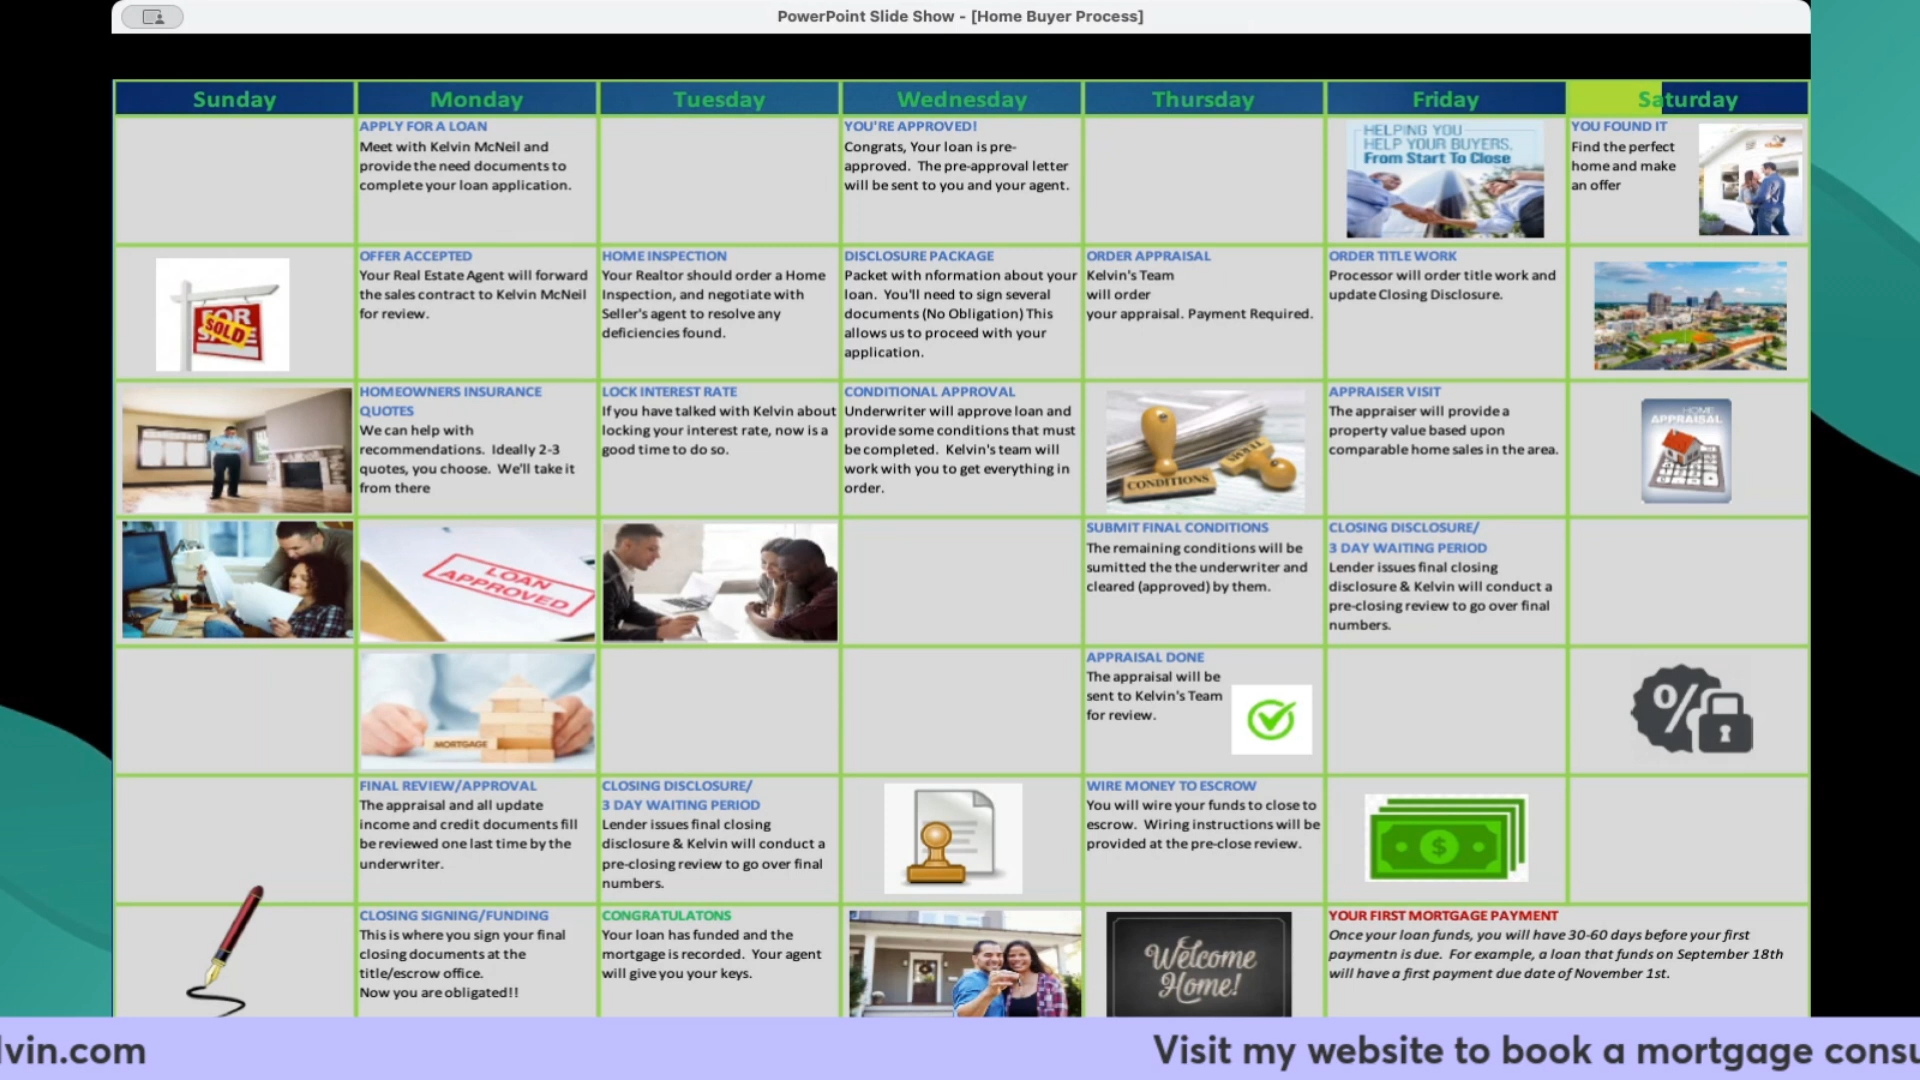 PowerPoint Slide Show - [Home Buyer Process]
Sunday
Monday
Tuesday
Wednesday
Thursday
Friday
Saturday
APPLY FOR A LOAN
Meet with Kelvin McNeil and
provide the need documents to
complete your loan application.
YOU'RE APPROVED!
Congrats, Your loan is pre-
approved. The pre-approval letter
will be sent to you and your agent.
HELPING YOU
HELP YOUR BUYERS.
From Start To Close
YOU FOUND IT
Find the perfect
home and make
an offer
FOR
SOLD
OFFER ACCEPTED
Your Real Estate Agent will forward
the sales contract to Kelvin McNeil
for review.
HOME INSPECTION
Your Realtor should order a Home
Inspection, and negotiate with
Seller's agent to resolve any
deficiencies found.
DISCLOSURE PACKAGE
Packet with nformation about your
loan. You'll need to sign several
documents (No Obligation) This
allows us to proceed with your
application.
ORDER APPRAISAL
Kelvin's Team
will order
your appraisal. Payment Required.
ORDER TITLE WORK
Processor will order title work and
update Closing Disclosure.
HOMEOWNERS INSURANCE
QUOTES
We can help with
recommendations. Ideally 2-3
quotes, you choose. We'll take it
from there
LOCK INTEREST RATE
If you have talked with Kelvin about
locking your interest rate, now is a
good time to do so.
CONDITIONAL APPROVAL
Underwriter will approve loan and
provide some conditions that must
be completed. Kelvin's team will
work with you to get everything in
order.
CONDITIONS
APPRAISER VISIT
The appraiser will provide a
property value based upon
comparable home sales in the area.
HOME
APPRAISAL
LOAN
APPROVED
SUBMIT FINAL CONDITIONS
The remaining conditions will be
sumitted the the underwriter and
cleared (approved) by them.
CLOSING DISCLOSURE/
3 DAY WAITING PERIOD
Lender issues final closing
disclosure & Kelvin will conduct a
pre-closing review to go over final
numbers.
MORTGAGE
APPRAISAL DONE
The appraisal will be
sent to Kelvin's Team
for review.
%
FINAL REVIEW/APPROVAL
The appraisal and all update
income and credit documents fill
be reviewed one last time by the
underwriter.
CLOSING DISCLOSURE/
3 DAY WAITING PERIOD
Lender issues final closing
disclosure & Kelvin will conduct a
pre-closing review to go over final
numbers.
WIRE MONEY TO ESCROW
You will wire your funds to close to
escrow. Wiring instructions will be
provided at the pre-close review.
$
CLOSING SIGNING/FUNDING
This is where you sign your final
closing documents at the
title/escrow office.
Now you are obligated!!
CONGRATULATONS
Your loan has funded and the
mortgage is recorded. Your agent
will give you your keys.
Welcome
Home!
YOUR FIRST MORTGAGE PAYMENT
Once your loan funds, you will have 30-60 days before your first
paymentn is due. For example, a loan that funds on September 18th
will have a first payment due date of November 1st.
lvin.com
Visit my website to book a mortgage consu